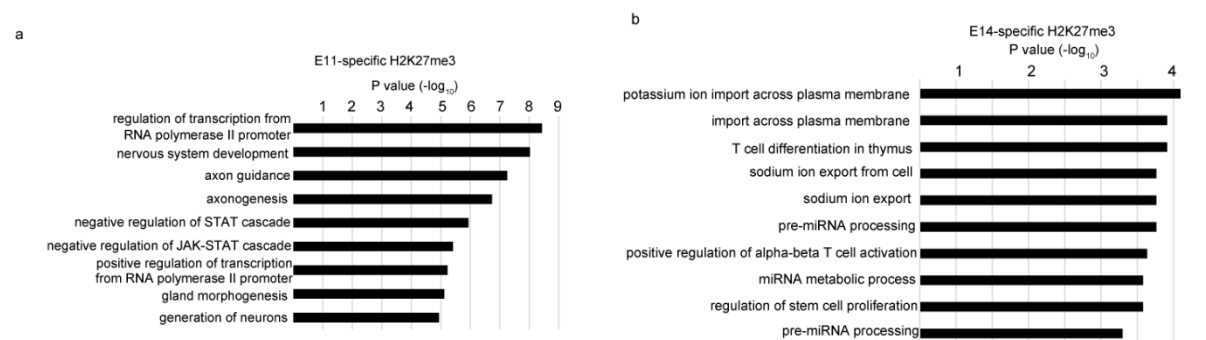 a
E11-specific H2K27me3
P value (-log10)
1 2 3 4 5 6 7 8 9
regulation of transcription from
RNA polymerase II promoter
nervous system development
axon guidance
axonogenesis
negative regulation of STAT cascade
negative regulation of JAK-STAT cascade
positive regulation of transcription
from RNA polymerase II promoter
gland morphogenesis
generation of neurons
b
E14-specific H2K27me3
P value (-log10)
1 2 3 4
potassium ion import across plasma membrane
import across plasma membrane
T cell differentiation in thymus
sodium ion export from cell
sodium ion export
pre-miRNA processing
positive regulation of alpha-beta T cell activation
miRNA metabolic process
regulation of stem cell proliferation
pre-miRNA processing